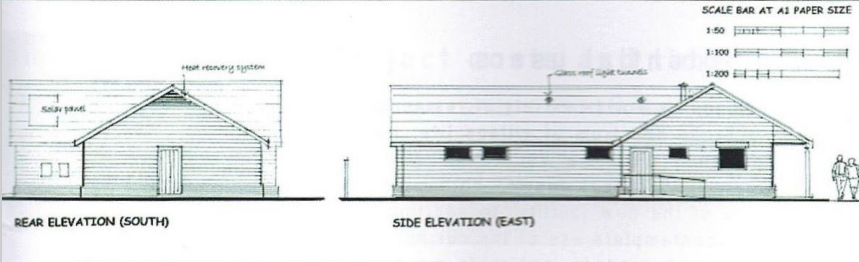 SCALE BAR AT A1 PAPER SIZE
1:50
1:100
1:200
Heat recovery system
Glass roof light tunnels
Solar panel
REAR ELEVATION (SOUTH)
SIDE ELEVATION (EAST)